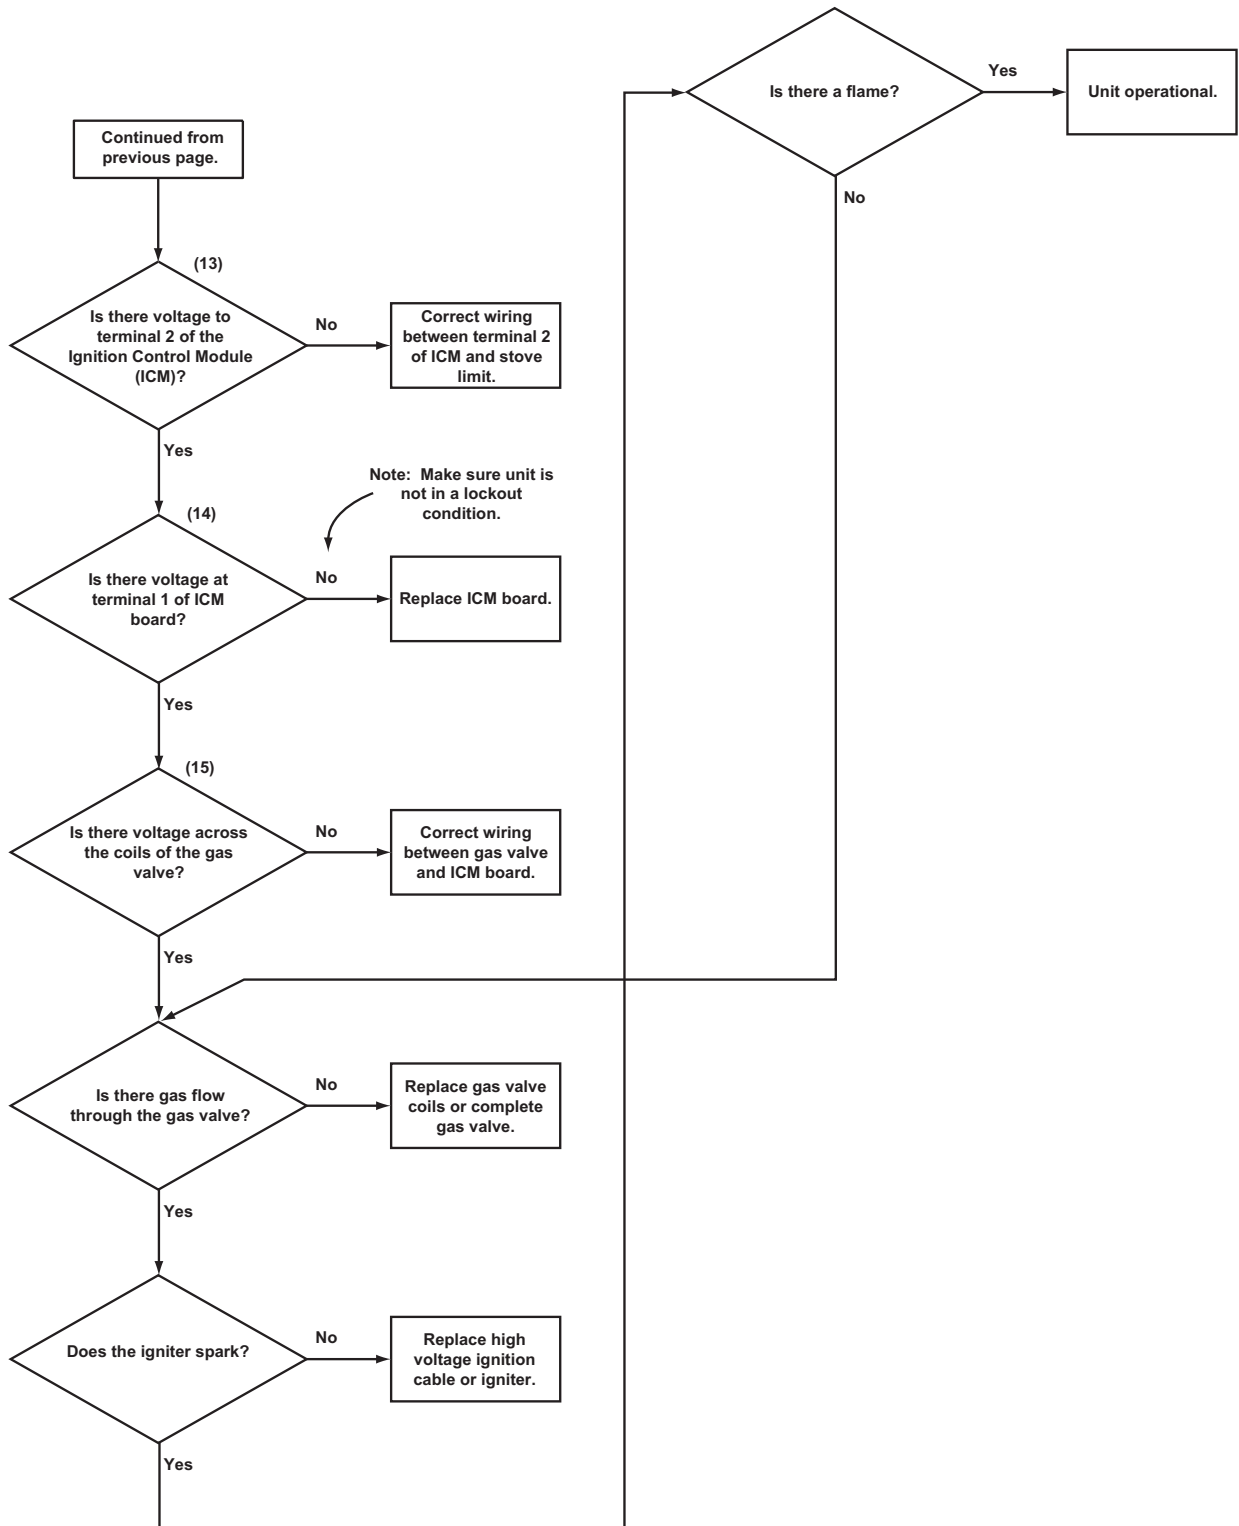 Continued from
previous page.
(13)
Is there voltage to
terminal 2 of the
Ignition Control Module
(ICM)?
No
Correct wiring
between terminal 2
of ICM and stove
limit.
Yes
Note: Make sure unit is
not in a lockout
condition.
(14)
Is there voltage at
terminal 1 of ICM
board?
No
Replace ICM board.
Yes
(15)
Is there voltage across
the coils of the gas
valve?
No
Correct wiring
between gas valve
and ICM board.
Yes
Is there gas flow
through the gas valve?
No
Replace gas valve
coils or complete
gas valve.
Yes
Does the igniter spark?
No
Replace high
voltage ignition
cable or igniter.
Yes
Is there a flame?
Yes
Unit operational.
No